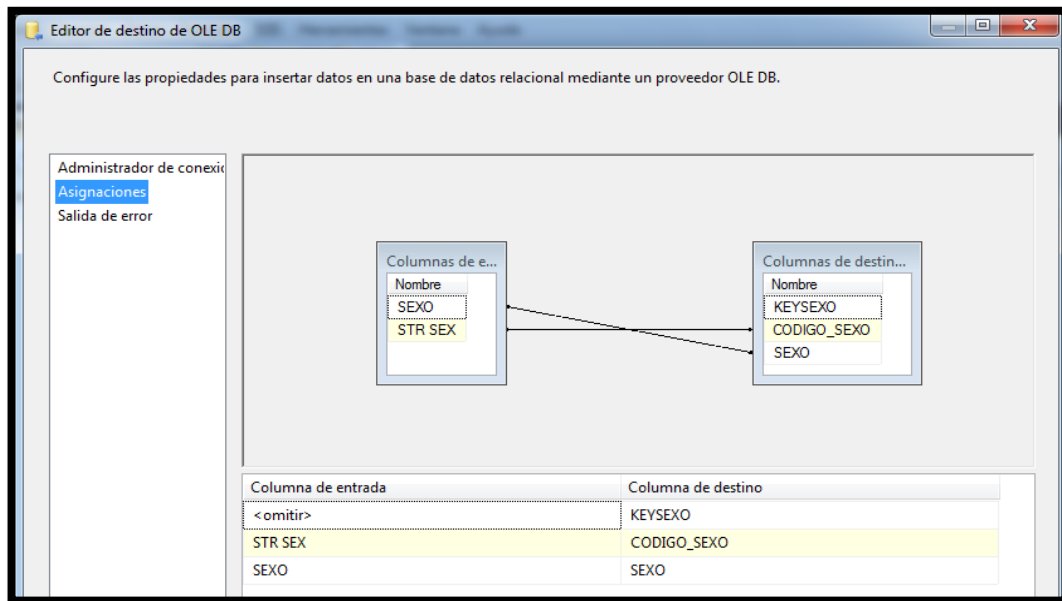 Editor de destino de OLE DB
Configure las propiedades para insertar datos en una base de datos relacional mediante un proveedor OLE DB.
Administrador de conexio
Asignaciones
Salida de error
Columnas de e...
Nombre
SEXO
STR SEX
Columnas de destin...
Nombre
KEYSEXO
CODIGO_SEXO
SEXO
Columna de entrada Columna de destino
<omitir> KEYSEXO
STR SEX CODIGO_SEXO
SEXO SEXO